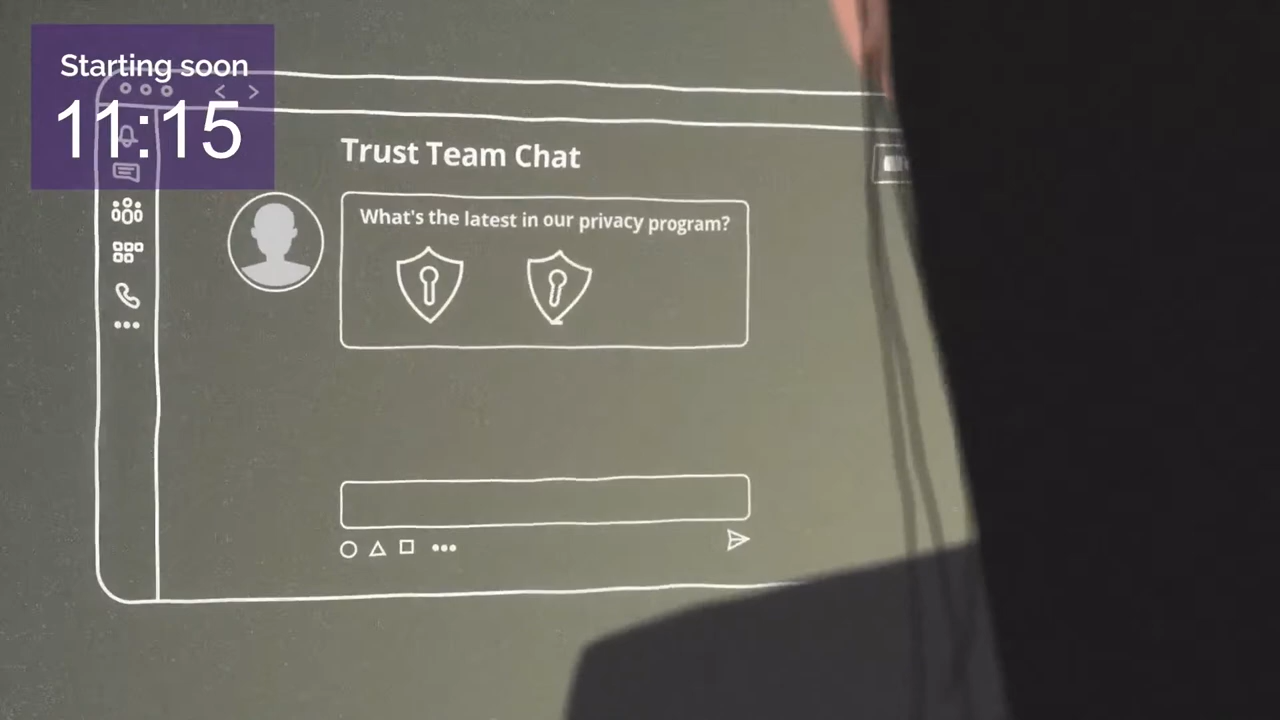 Starting soon
11:15
Trust Team Chat
What's the latest in our privacy program?